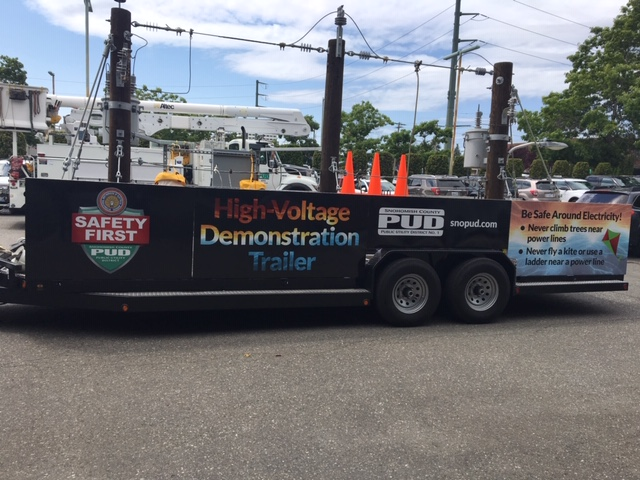 Altec
SAFETY
FIRST
PUD
High-Voltage
Demonstration
Trailer
SNOHOMISH COUNTY
PUD
PUBLIC UTILITY DISTRICT NO. 1
snopud.com
Be Safe Around Electricity!
• Never climb trees near
power lines
• Never fly a kite or use a
ladder near a power line